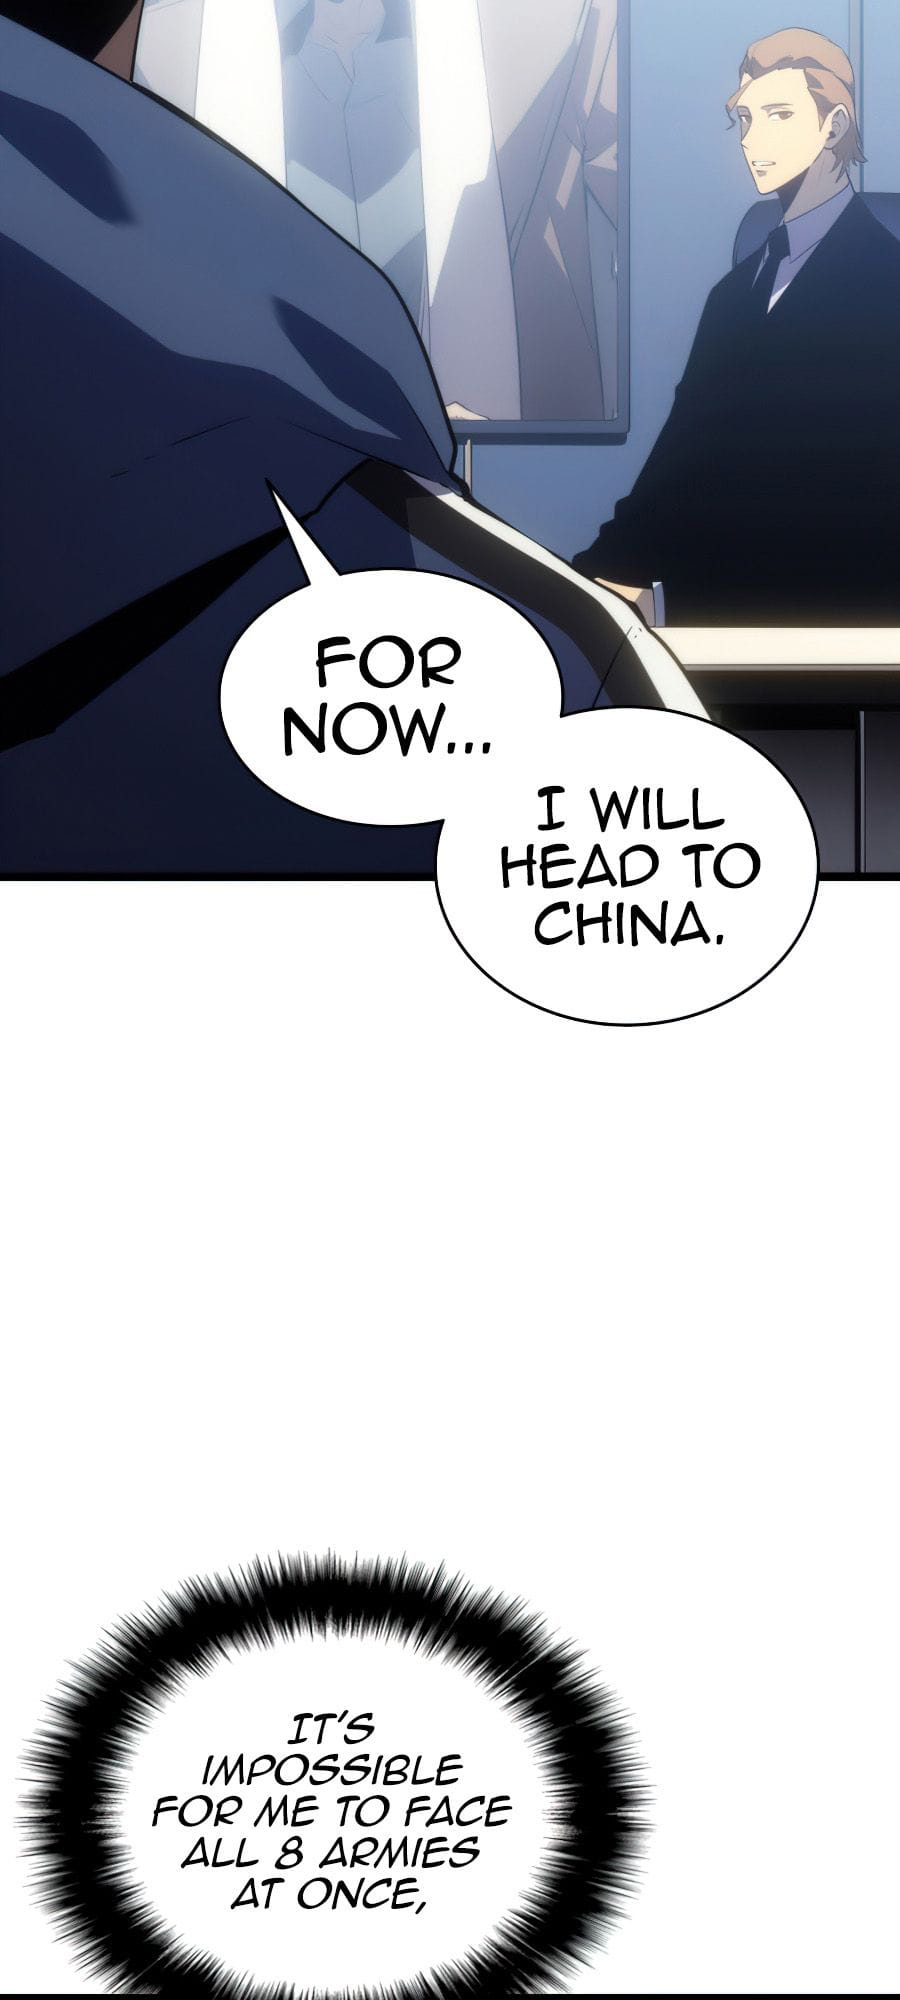 FOR
NOW...
I WILL
HEAD TO
CHINA.
IT'S
IMPOSSIBLE
FOR ME TO FACE
ALL 8 ARMIES
AT ONCE,